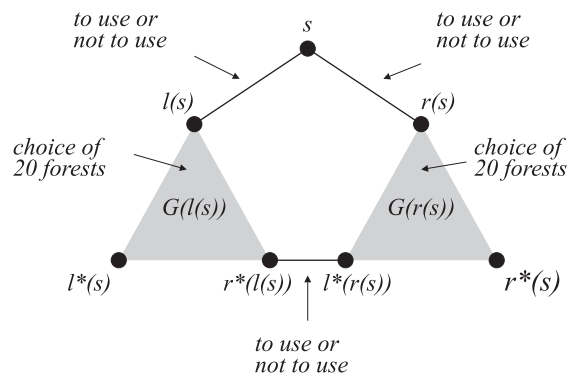 to use or
not to use
s
to use or
not to use
l(s)
r(s)
choice of
20 forests
choice of
20 forests
G(l(s))
G(r(s))
l*(s)
r*(l(s))
l*(r(s))
r*(s)
to use or
not to use